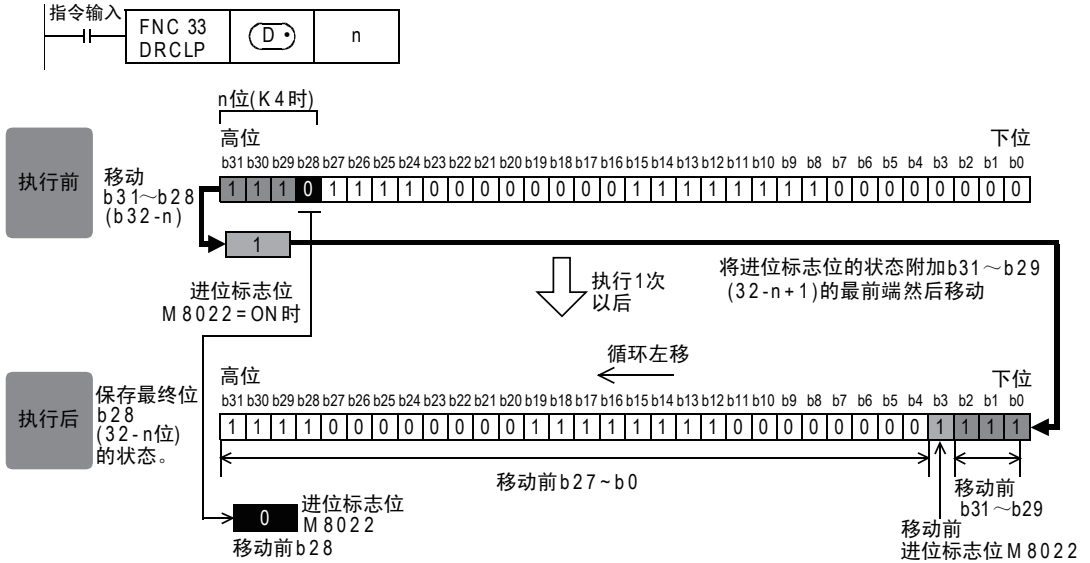 指令输入
FNC 33
DRCLP
D •
n
n位(K4时)
高位
下位
b31 b30 b29 b28 b27 b26 b25 b24 b23 b22 b21 b20 b19 b18 b17 b16 b15 b14 b13 b12 b11 b10 b9 b8 b7 b6 b5 b4 b3 b2 b1 b0
执行前
移动
b31～b28
(b32-n)
1 1 1 0 1 1 1 1 0 0 0 0 0 0 0 0 1 1 1 1 1 1 1 1 0 0 0 0 0 0 0 0
1
进位标志位
M8022=ON时
执行1次
以后
将进位标志位的状态附加b31～b29
(32-n+1)的最前端然后移动
循环左移
高位
下位
b31 b30 b29 b28 b27 b26 b25 b24 b23 b22 b21 b20 b19 b18 b17 b16 b15 b14 b13 b12 b11 b10 b9 b8 b7 b6 b5 b4 b3 b2 b1 b0
执行后
保存最终位
b28
(32-n位)
的状态。
1 1 1 1 0 0 0 0 0 0 0 0 1 1 1 1 1 1 1 1 0 0 0 0 0 0 0 0 1 1 1 1
移动前b27~b0
移动前
b31～b29
0
进位标志位
M8022
移动前b28
移动前
进位标志位M8022